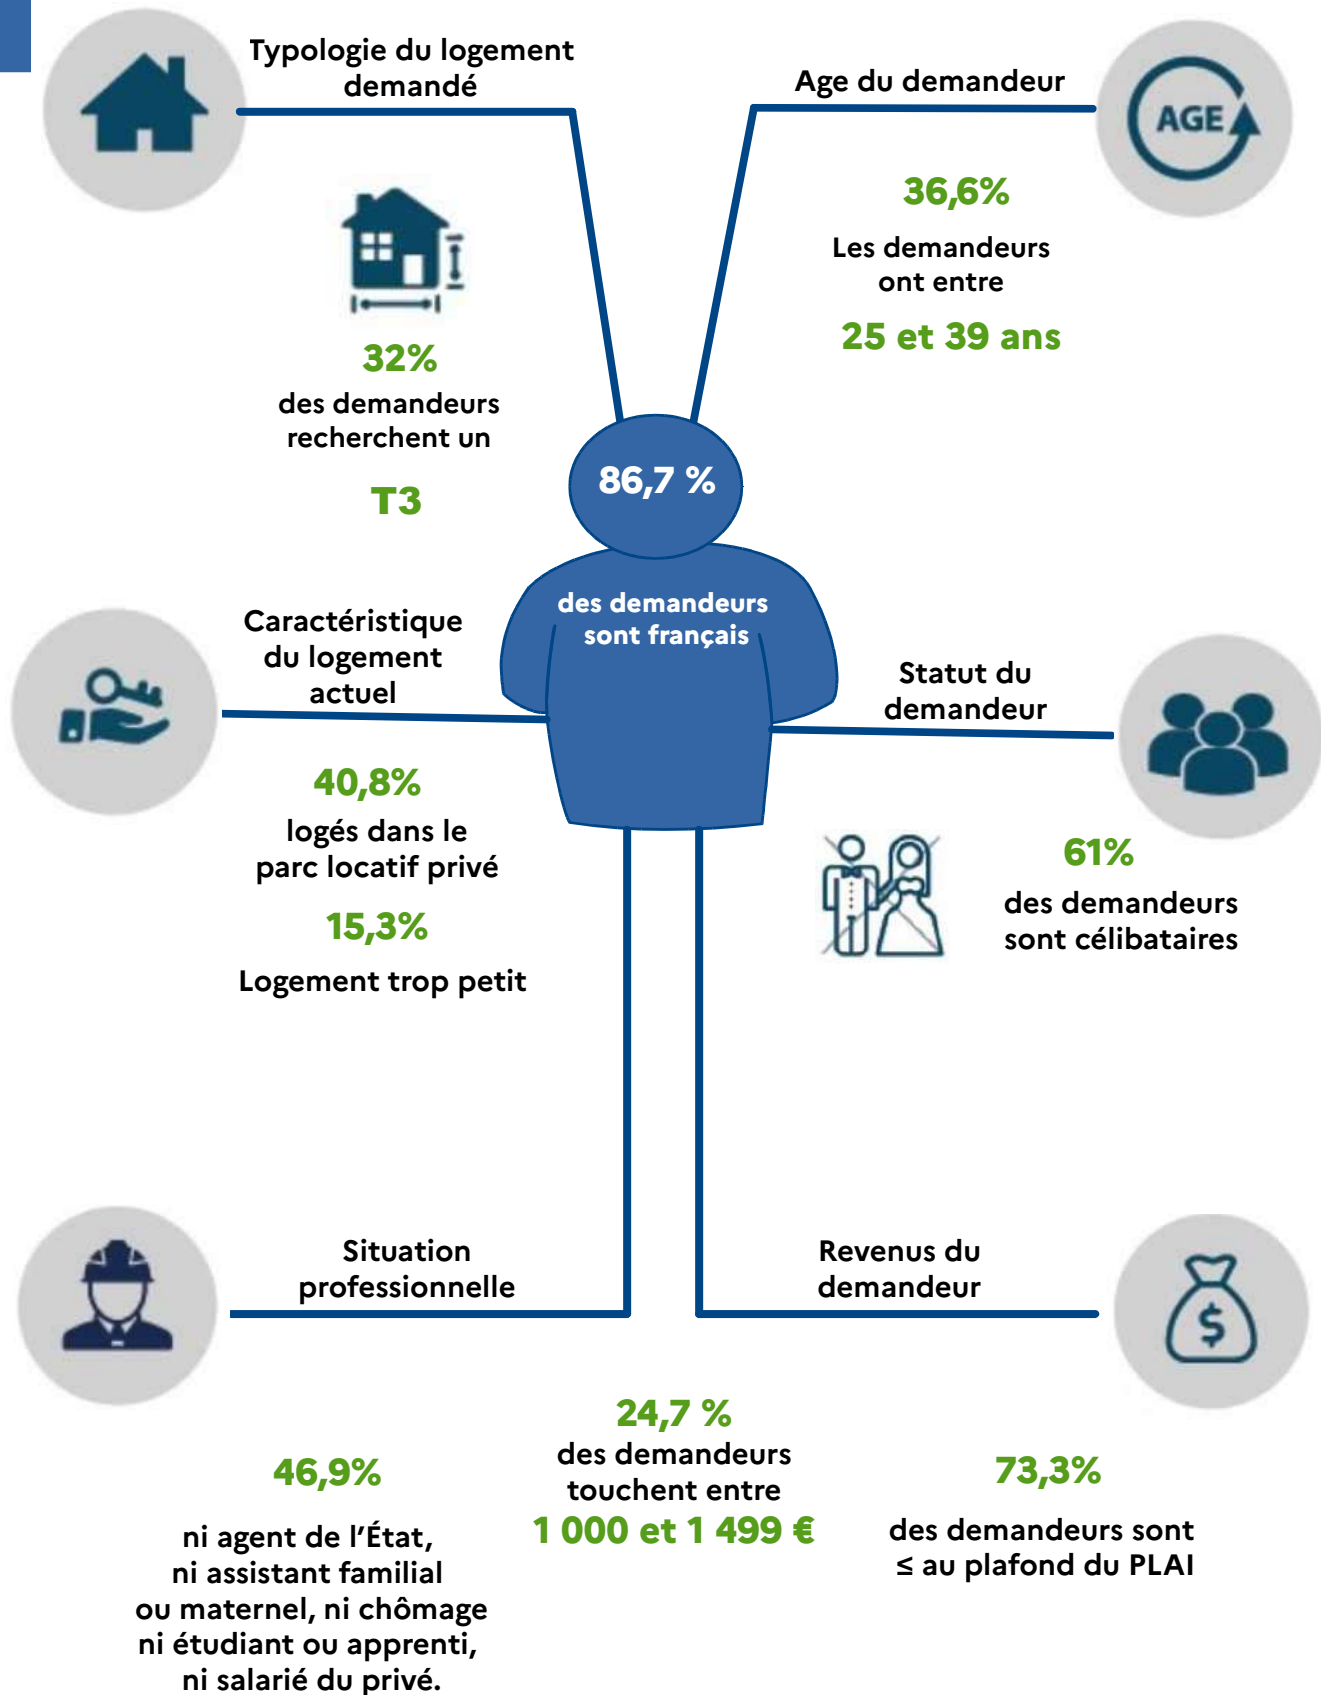 Typologie du logement
demandé
32%
des demandeurs
recherchent un
T3
Age du demandeur
AGE
36,6%
Les demandeurs
ont entre
25 et 39 ans
86,7 %
des demandeurs
sont français
Caractéristique
du logement
actuel
40,8%
logés dans le
parc locatif privé
15,3%
Logement trop petit
Statut du
demandeur
61%
des demandeurs
sont célibataires
Situation
professionnelle
46,9%
ni agent de l'État,
ni assistant familial
ou maternel, ni chômage
ni étudiant ou apprenti,
ni salarié du privé.
Revenus du
demandeur
$
24,7 %
des demandeurs
touchent entre
1 000 et 1 499 €
73,3%
des demandeurs sont
≤ au plafond du PLAI